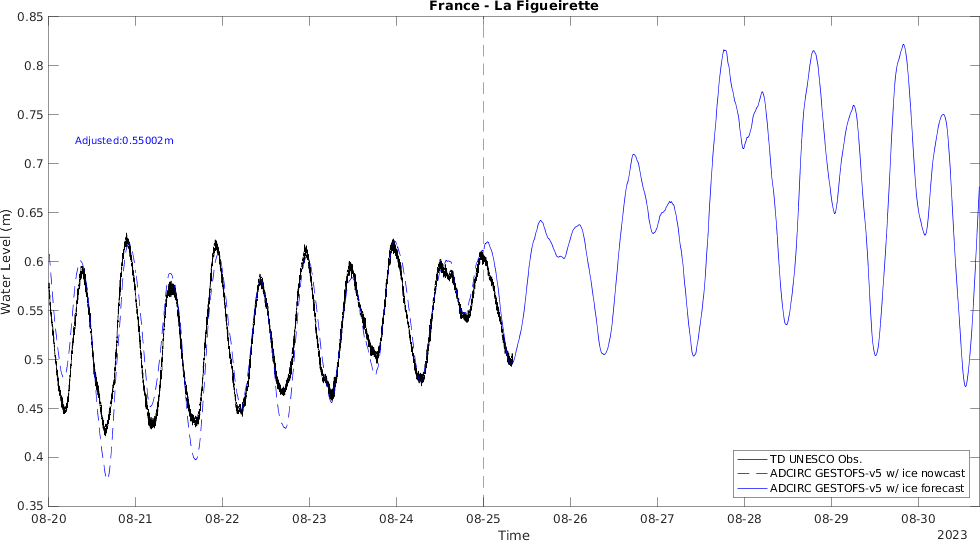 France - La Figueirette
0.85
0.8
0.75
0.7
0.65
0.6
0.55
0.5
0.45
0.4
0.35
Water Level (m)
Adjusted:0.55002m
TD UNESCO Obs.
ADCIRC GESTOFS-v5 w/ ice nowcast
ADCIRC GESTOFS-v5 w/ ice forecast
08-20 08-21 08-22 08-23 08-24 08-25 08-26 08-27 08-28 08-29 08-30
Time
2023